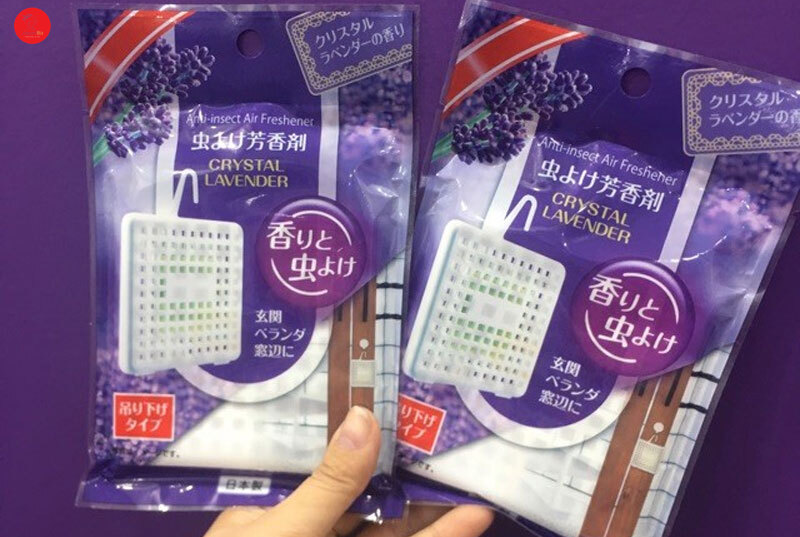 クリスタル
ラベンダーの香り
Anti-insect Air Freshener
虫よけ芳香剤
CRYSTAL
LAVENDER
香りと
虫よけ
玄関
ベランダ
窓辺に
吊り下げ
タイプ
です。
日本製
クリスタル
ラベンダーの香
Anti-insect Air Freshener
虫よけ芳香剤
CRYSTAL
LAVENDER
香りと
虫よけ
玄関
ベランダ
窓辺に
吊り下げ
タイプ